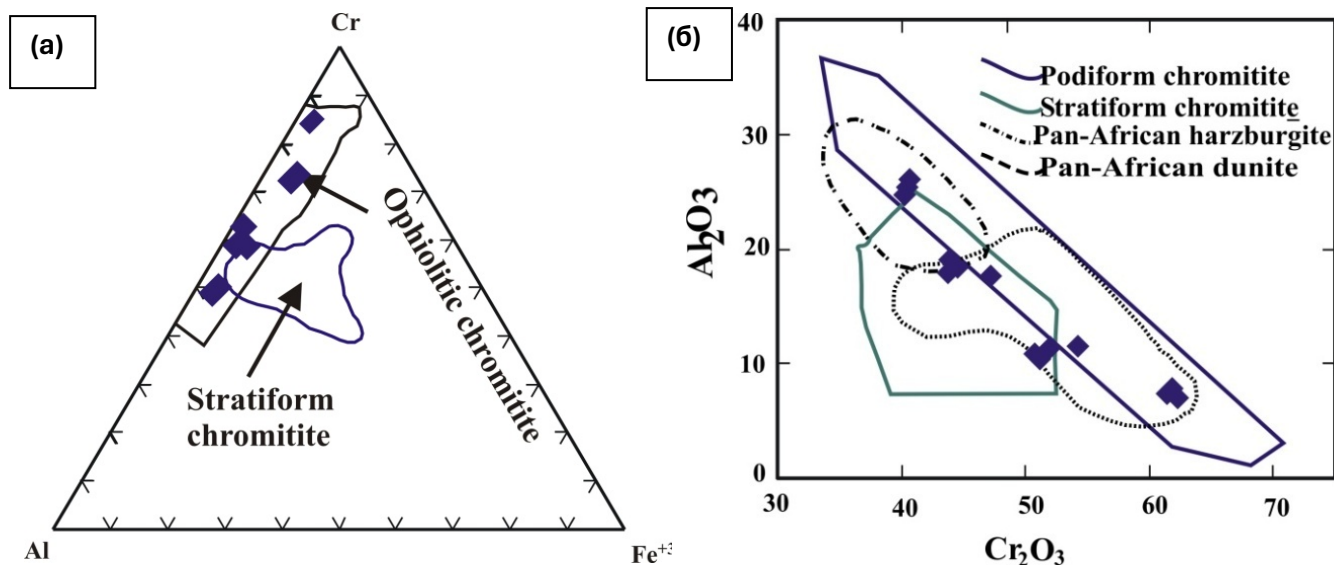 (а)
Cr
Ophiolitic chromitite
Stratiform
chromitite
Al
Fe+3
(б)
Podiform chromitite
Stratiform chromitite
Pan-African harzburgite
Pan-African dunite
Al2O3
40
30
20
10
0
30
40
50
60
70
Cr2O3